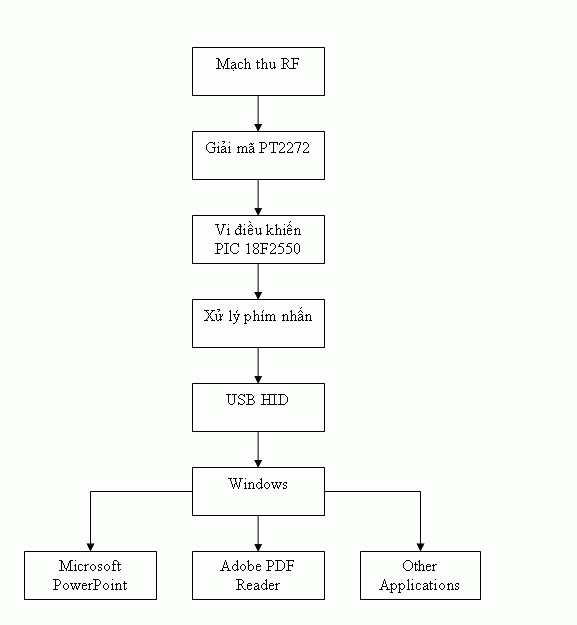 Mạch thu RF
Giải mã PT2272
Vi điều khiển
PIC 18F2550
Xử lý phím nhấn
USB HID
Windows
Microsoft
PowerPoint
Adobe PDF
Reader
Other
Applications